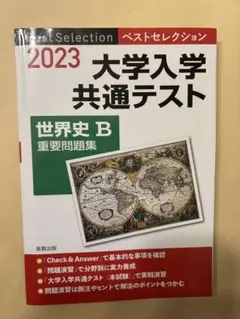 Best Selection ベストセレクション
2023 大学入学
共通テスト
世界史 B
重要問題集
実教出版
● 「Check & Answer」で基本的な事項を確認
● 「問題演習」で分野別に実力養成
● 「大学入学共通テスト(本試験)」で実戦演習
● 問題演習は側注やヒントで解法のポイントをつかむ